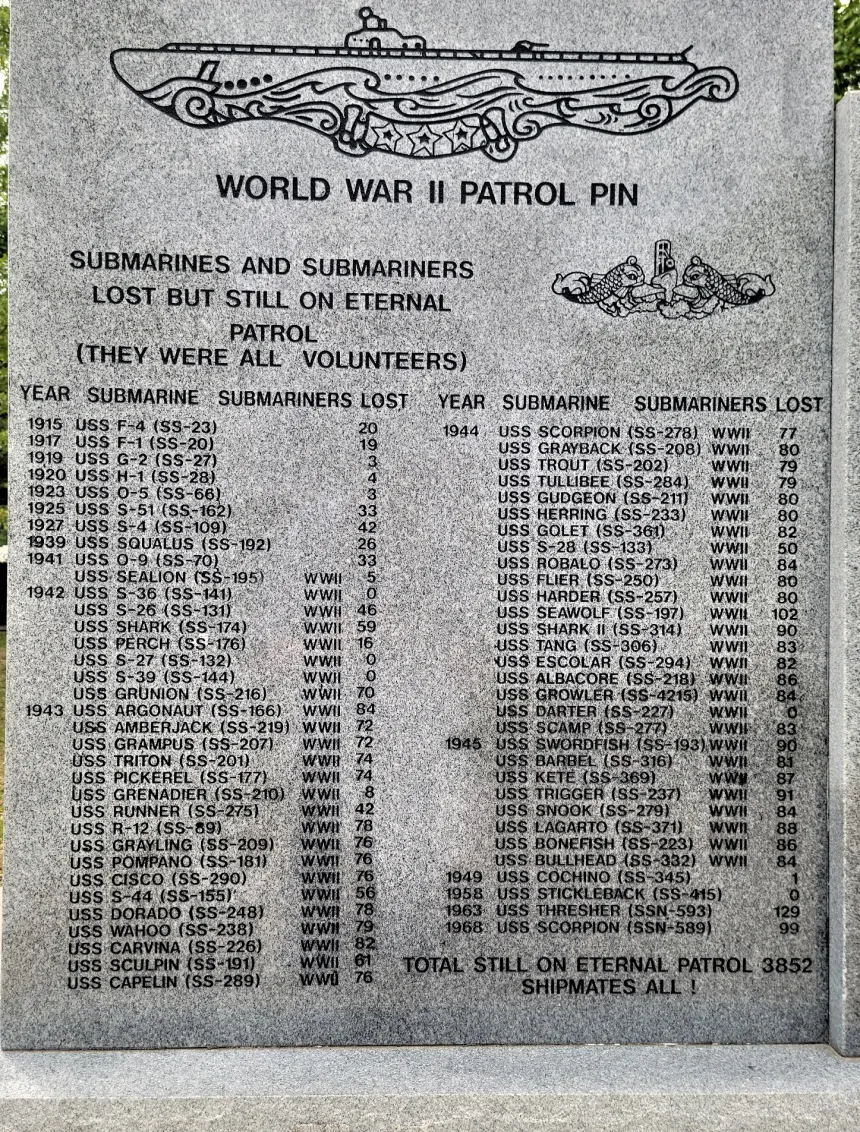 WORLD WAR II PATROL PIN
SUBMARINES AND SUBMARINERS
LOST BUT STILL ON ETERNAL
PATROL
(THEY WERE ALL VOLUNTEERS)
YEAR SUBMARINE SUBMARINERS LOST
1915 USS F-4 (SS-23) 20
1917 USS F-1 (SS-20) 19
1919 USS G-2 (SS-27) 3
1920 USS H-1 (SS-28) 4
1923 USS O-5 (SS-66) 3
1925 USS S-51 (SS-162) 33
1927 USS S-4 (SS-109) 42
1939 USS SQUALUS (SS-192) 26
1941 USS O-9 (SS-70) 33
USS SEALION (SS-195) WWII 5
1942 USS S-36 (SS-141) WWII 0
USS S-26 (SS-131) WWII 46
USS SHARK (SS-174) WWII 59
USS PERCH (SS-176) WWII 16
USS S-27 (SS-132) WWII 0
USS S-39 (SS-144) WWII 0
USS GRUNION (SS-216) WWII 70
1943 USS ARGONAUT (SS-166) WWII 84
USS AMBERJACK (SS-219) WWII 72
USS GRAMPUS (SS-207) WWII 72
USS TRITON (SS-201) WWII 74
USS PICKEREL (SS-177) WWII 74
USS GRENADIER (SS-210) WWII 8
USS RUNNER (SS-275) WWII 42
USS R-12 (SS-89) WWII 78
USS GRAYLING (SS-209) WWII 76
USS POMPANO (SS-181) WWII 76
USS CISCO (SS-290) WWII 76
USS S-44 (SS-155) WWII 56
USS DORADO (SS-248) WWII 78
USS WAHOO (SS-238) WWII 79
USS CARVINA (SS-226) WWII 82
USS SCULPIN (SS-191) WWII 61
USS CAPELIN (SS-289) WWII 76
YEAR SUBMARINE SUBMARINERS LOST
1944 USS SCORPION (SS-278) WWII 77
USS GRAYBACK (SS-208) WWII 80
USS TROUT (SS-202) WWII 79
USS TULLIBEE (SS-284) WWII 79
USS GUDGEON (SS-211) WWII 80
USS HERRING (SS-233) WWII 80
USS GOLET (SS-361) WWII 82
USS S-28 (SS-133) WWII 50
USS ROBALO (SS-273) WWII 84
USS FLIER (SS-250) WWII 80
USS HARDER (SS-257) WWII 80
USS SEAWOLF (SS-197) WWII 102
USS SHARK II (SS-314) WWII 90
USS TANG (SS-306) WWII 83
USS ESCOLAR (SS-294) WWII 82
USS ALBACORE (SS-218) WWII 86
USS GROWLER (SS-4215) WWII 84
USS DARTER (SS-227) WWII 0
USS SCAMP (SS-277) WWII 83
1945 USS SWORDFISH (SS-193) WWII 90
USS BARBEL (SS-316) WWII 81
USS KETE (SS-369) WWII 87
USS TRIGGER (SS-237) WWII 91
USS SNOOK (SS-279) WWII 84
USS LAGARTO (SS-371) WWII 88
USS BONEFISH (SS-223) WWII 86
USS BULLHEAD (SS-332) WWII 84
1949 USS COCHINO (SS-345) 1
1958 USS STICKLEBACK (SS-415) 0
1963 USS THRESHER (SSN-593) 129
1968 USS SCORPION (SSN-589) 99
TOTAL STILL ON ETERNAL PATROL 3852
SHIPMATES ALL !